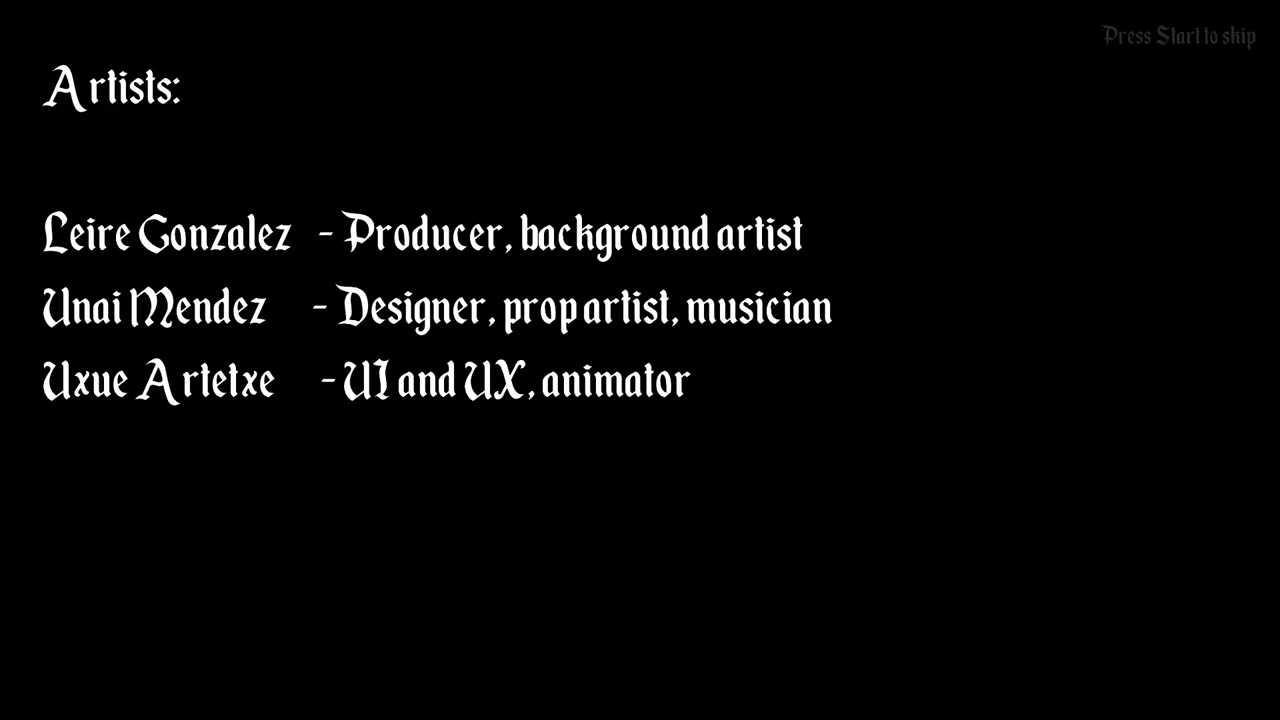 Press Start to skip
Artists:
Leire Gonzalez - Producer, background artist
Unai Mendez - Designer, prop artist, musician
Uxue Artetxe - UI and UX, animator